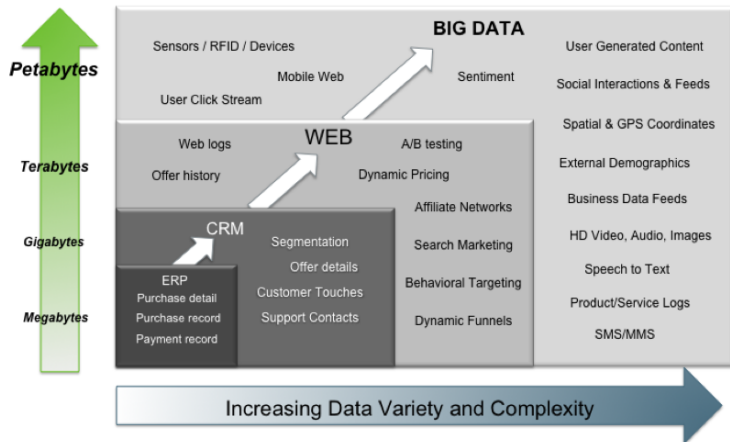 BIG DATA
Sensors / RFID / Devices
User Generated Content
Petabytes
Mobile Web
Sentiment
Social Interactions & Feeds
User Click Stream
Spatial & GPS Coordinates
WEB
Web logs
A/B testing
Terabytes
External Demographics
Offer history
Dynamic Pricing
Business Data Feeds
Affiliate Networks
CRM
HD Video, Audio, Images
Gigabytes
Segmentation
Search Marketing
Offer details
Speech to Text
ERP
Behavioral Targeting
Customer Touches
Purchase detail
Product/Service Logs
Megabytes
Purchase record
Support Contacts
Dynamic Funnels
SMS/MMS
Payment record
Increasing Data Variety and Complexity